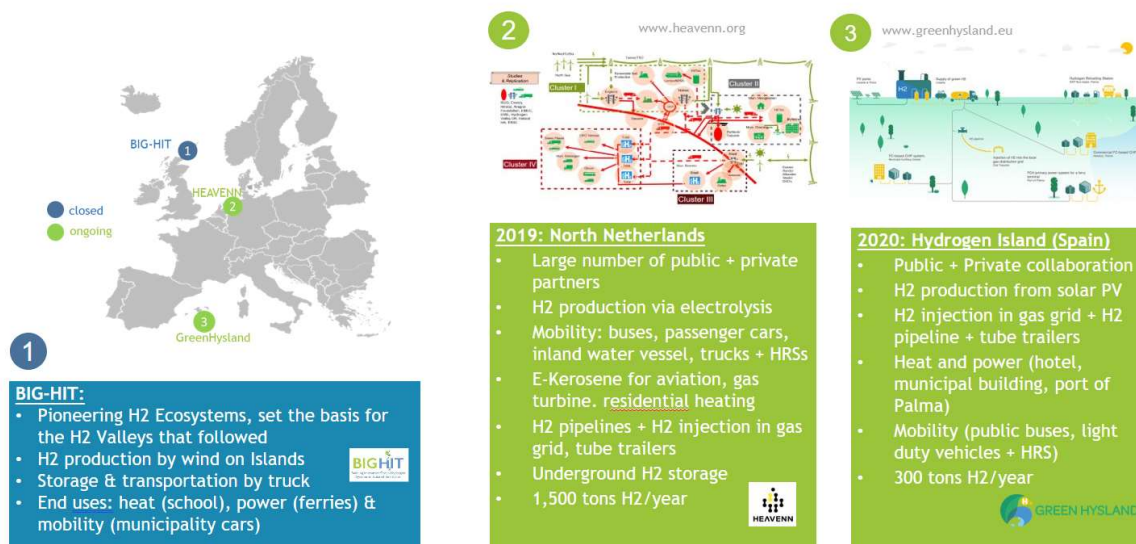 BIG-HIT
1
HEAVENN
2
closed
ongoing
3
GreenHysland
1
BIG-HIT:
• Pioneering H2 Ecosystems, set the basis for
the H2 Valleys that followed
• H2 production by wind on Islands
• Storage & transportation by truck
• End uses: heat (school), power (ferries) &
mobility (municipality cars)
BIGHIT
2
www.heavenn.org
Cluster I
Cluster II
Cluster IV
Cluster III
2019: North Netherlands
• Large number of public + private
partners
• H2 production via electrolysis
• Mobility: buses, passenger cars,
inland water vessel, trucks + HRSs
• E-Kerosene for aviation, gas
turbine. residential heating
• H2 pipelines + H2 injection in gas
grid, tube trailers
• Underground H2 storage
• 1,500 tons H2/year
HEAVENN
3
www.greenhysland.eu
H2
2020: Hydrogen Island (Spain)
• Public + Private collaboration
• H2 production from solar PV
• H2 injection in gas grid + H2
pipeline + tube trailers
• Heat and power (hotel,
municipal building, port of
Palma)
• Mobility (public buses, light
duty vehicles + HRS)
• 300 tons H2/year
GREEN HYSLAND